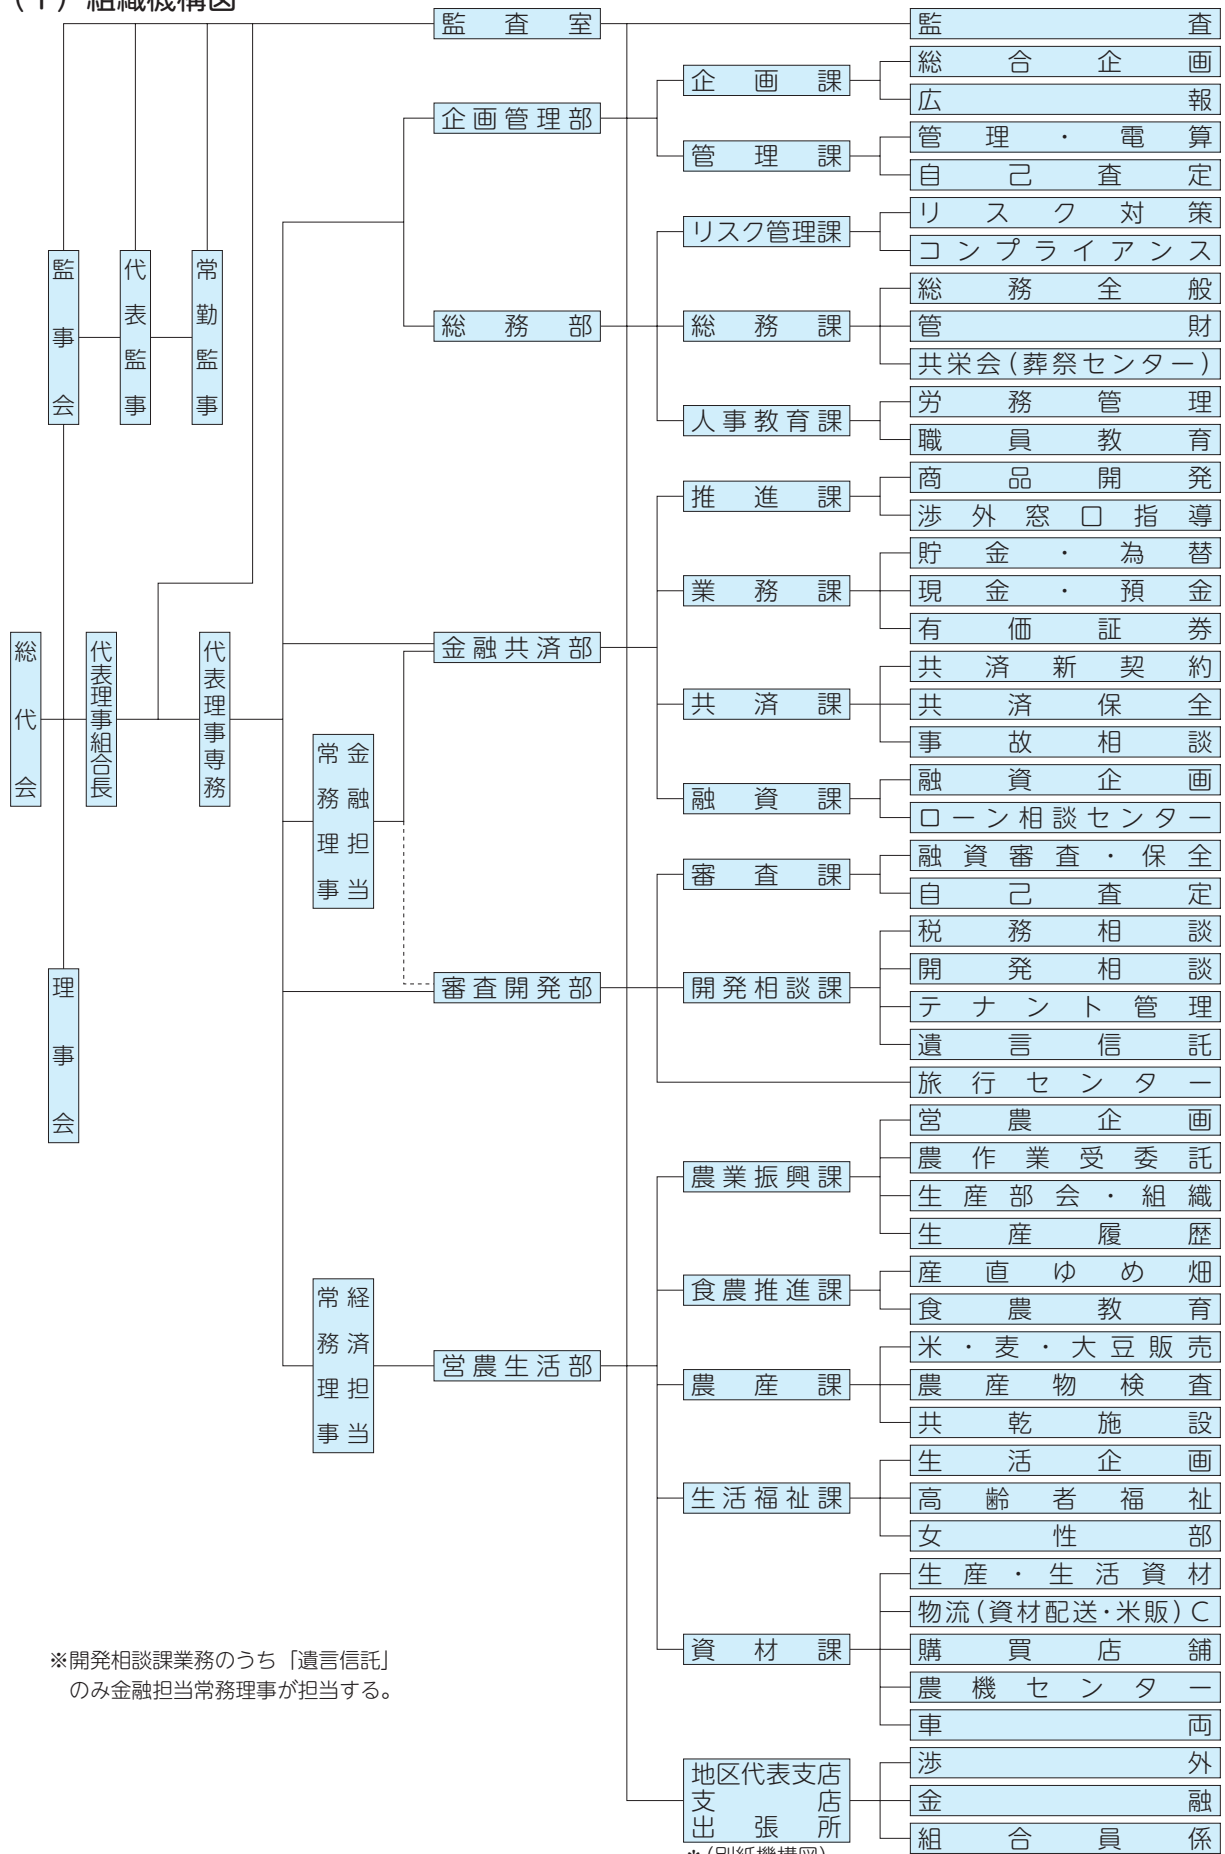 (1) 組織機構図
監査室
監査
企画管理部
企画課
総合企画
広報
管理課
管理・電算
自己査定
総務部
リスク管理課
リスク対策
コンプライアンス
総務課
総務全般
管財
共栄会(葬祭センター)
人事教育課
労務管理
職員教育
監事会
代表監事
常勤監事
総代会
代表理事組合長
代表理事専務
理事会
金融担当
常務理事
金融共済部
推進課
商品開発
渉外窓口指導
業務課
貯金・為替
現金・預金
有価証券
共済課
共済新契約
共済保全
事故相談
融資課
融資企画
ローン相談センター
審査開発部
審査課
融資審査・保全
自己査定
開発相談課
税務相談
開発相談
テナント管理
遺言信託
旅行センター
経済担当
常務理事
営農生活部
農業振興課
営農企画
農作業受委託
生産部会・組織
生産履歴
食農推進課
産直ゆめ畑
食農教育
農産課
米・麦・大豆販売
農産物検査
共乾施設
生活福祉課
生活企画
高齢者福祉
女性部
資材課
生産・生活資材
物流(資材配送・米販)C
購買店舗
農機センター
車両
地区代表支店
支店
出張所
渉外
金融
組合員係
*(別紙機構図)
※開発相談課業務のうち「遺言信託」
のみ金融担当常務理事が担当する。